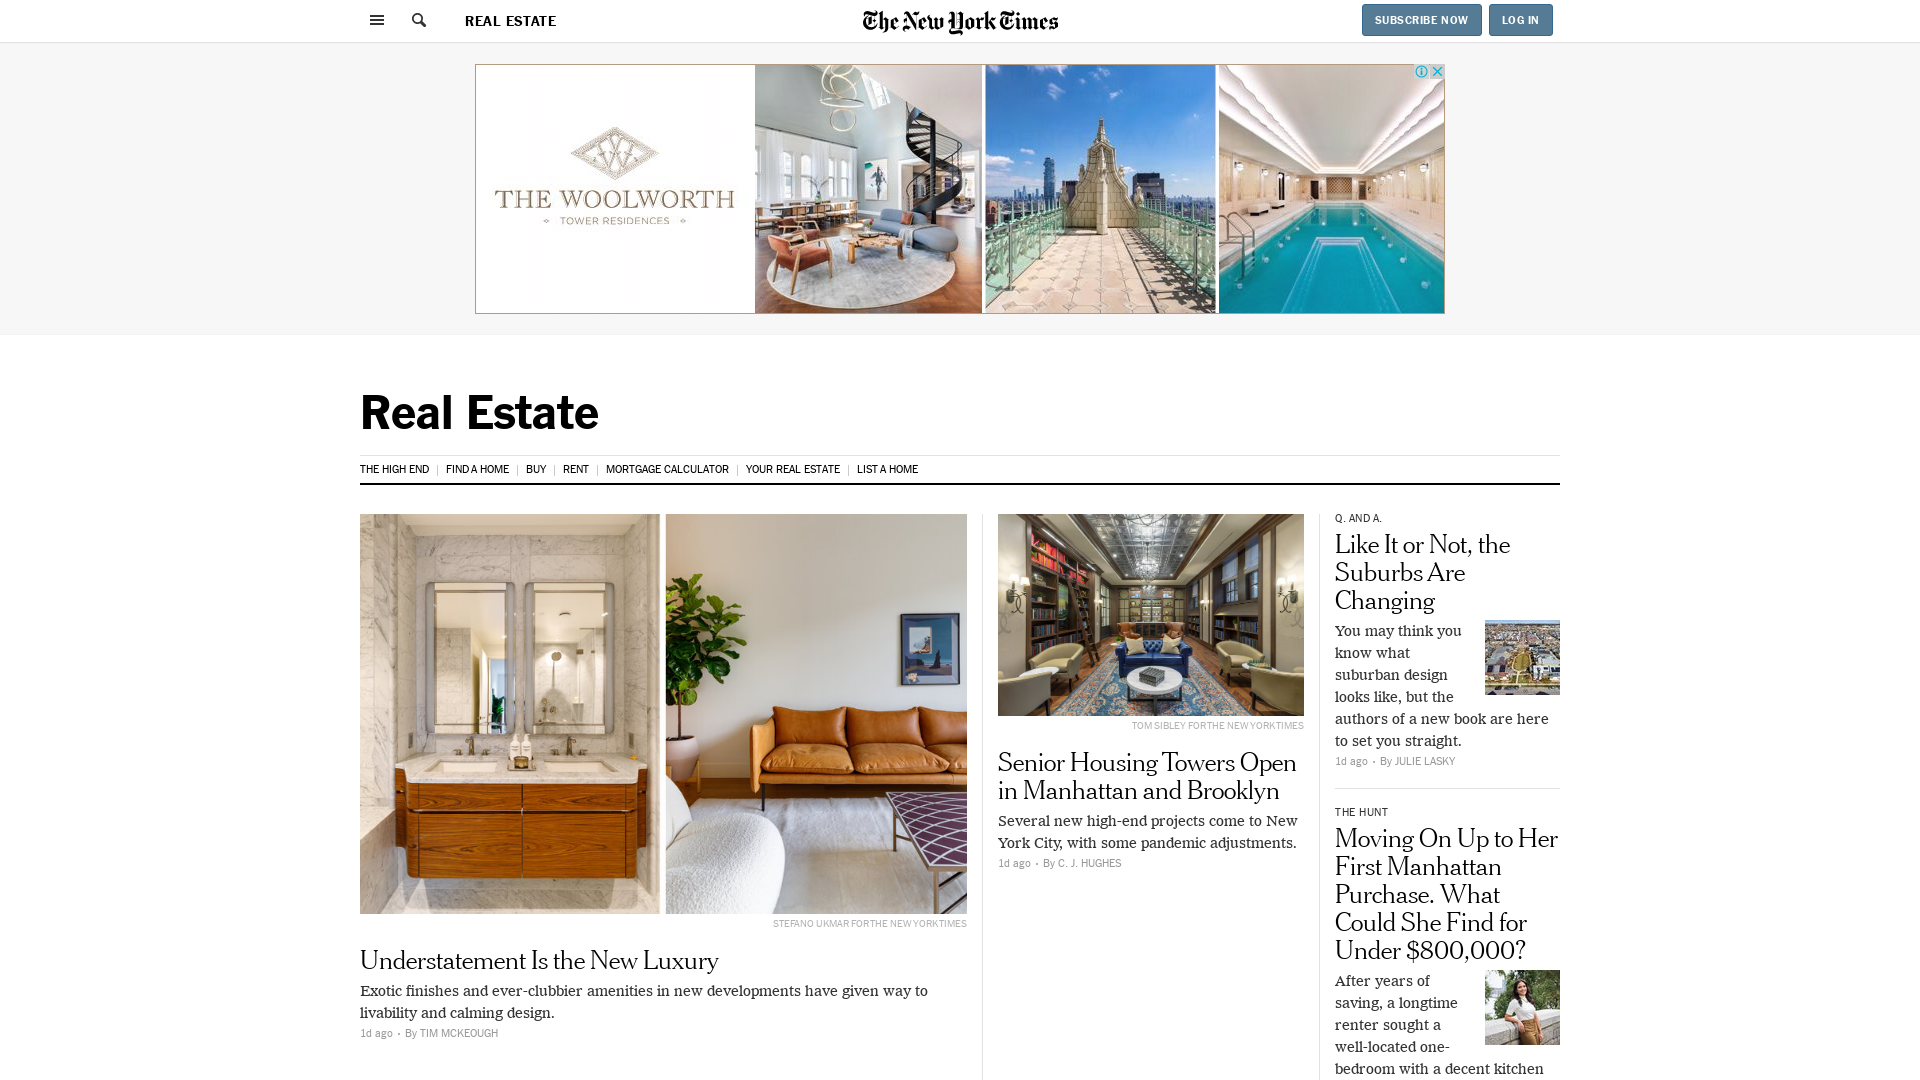 REAL ESTATE
The New York Times
SUBSCRIBE NOW
LOG IN
THE WOOLWORTH
TOWER RESIDENCES
Real Estate
THE HIGH END
FIND A HOME
BUY
RENT
MORTGAGE CALCULATOR
YOUR REAL ESTATE
LIST A HOME
STEFANO UKMAR FOR THE NEW YORK TIMES
Understatement Is the New Luxury
Exotic finishes and ever-clubbier amenities in new developments have given way to
livability and calming design.
1d ago • By TIM MCKEOUGH
TOM SIBLEY FOR THE NEW YORK TIMES
Senior Housing Towers Open
in Manhattan and Brooklyn
Several new high-end projects come to New
York City, with some pandemic adjustments.
1d ago • By C. J. HUGHES
Q. AND A.
Like It or Not, the
Suburbs Are
Changing
You may think you
know what
suburban design
looks like, but the
authors of a new book are here
to set you straight.
1d ago • By JULIE LASKY
THE HUNT
Moving On Up to Her
First Manhattan
Purchase. What
Could She Find for
Under $800,000?
After years of
saving, a longtime
renter sought a
well-located one-
bedroom with a decent kitchen